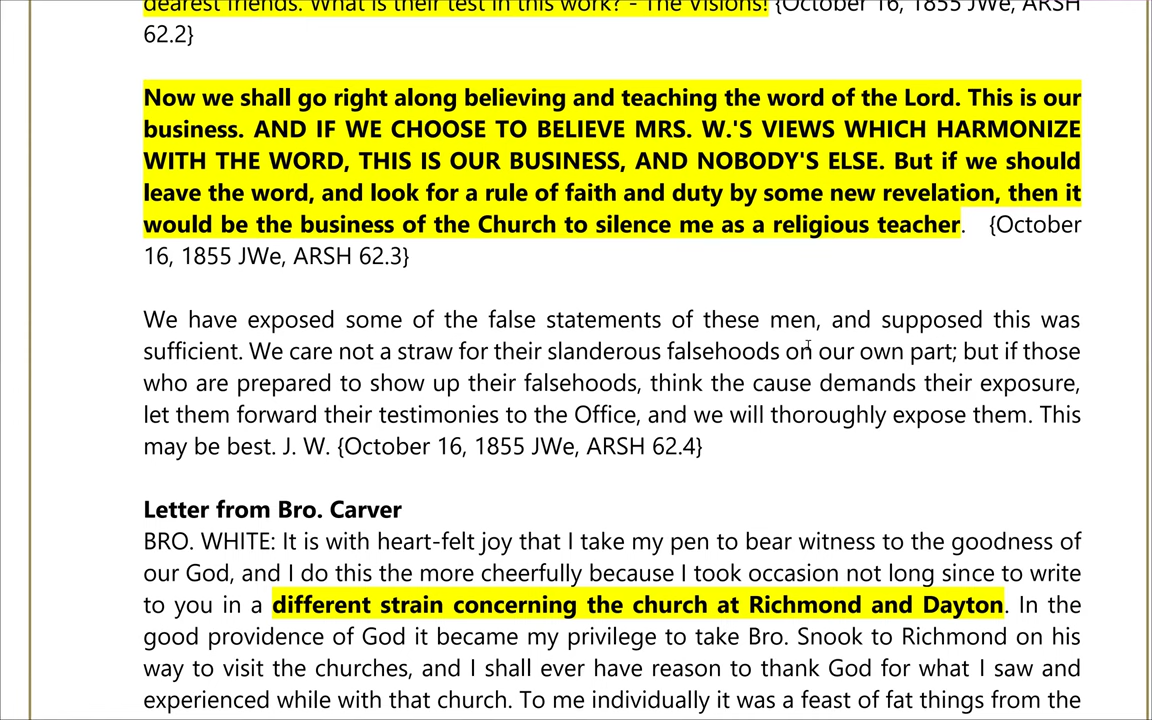 dearest friends. What is their test in this work? - The Visions! {October 16, 1855 JWe, ARSH
62.2}
Now we shall go right along believing and teaching the word of the Lord. This is our
business. AND IF WE CHOOSE TO BELIEVE MRS. W.'S VIEWS WHICH HARMONIZE
WITH THE WORD, THIS IS OUR BUSINESS, AND NOBODY'S ELSE. But if we should
leave the word, and look for a rule of faith and duty by some new revelation, then it
would be the business of the Church to silence me as a religious teacher. {October
16, 1855 JWe, ARSH 62.3}
We have exposed some of the false statements of these men, and supposed this was
sufficient. We care not a straw for their slanderous falsehoods on our own part; but if those
who are prepared to show up their falsehoods, think the cause demands their exposure,
let them forward their testimonies to the Office, and we will thoroughly expose them. This
may be best. J. W. {October 16, 1855 JWe, ARSH 62.4}
Letter from Bro. Carver
BRO. WHITE: It is with heart-felt joy that I take my pen to bear witness to the goodness of
our God, and I do this the more cheerfully because I took occasion not long since to write
to you in a different strain concerning the church at Richmond and Dayton. In the
good providence of God it became my privilege to take Bro. Snook to Richmond on his
way to visit the churches, and I shall ever have reason to thank God for what I saw and
experienced while with that church. To me individually it was a feast of fat things from the